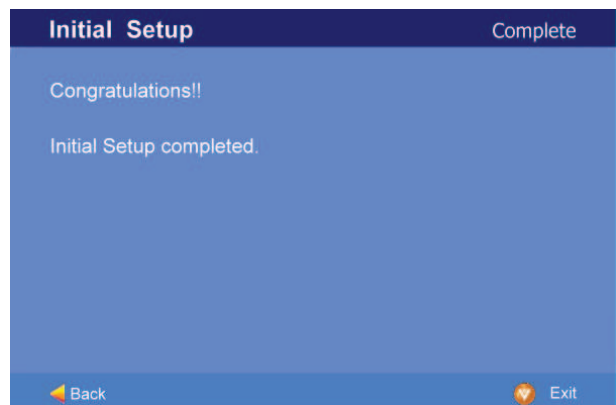 Initial Setup Complete
Congratulations!!
Initial Setup completed.
Back Exit